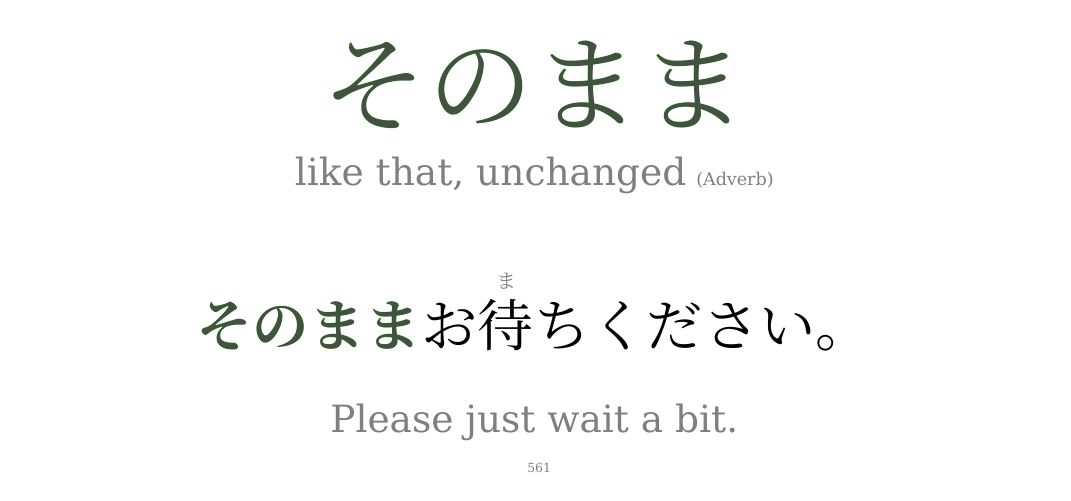 そのまま
like that, unchanged (Adverb)
ま
そのままお待ちください。
Please just wait a bit.
561